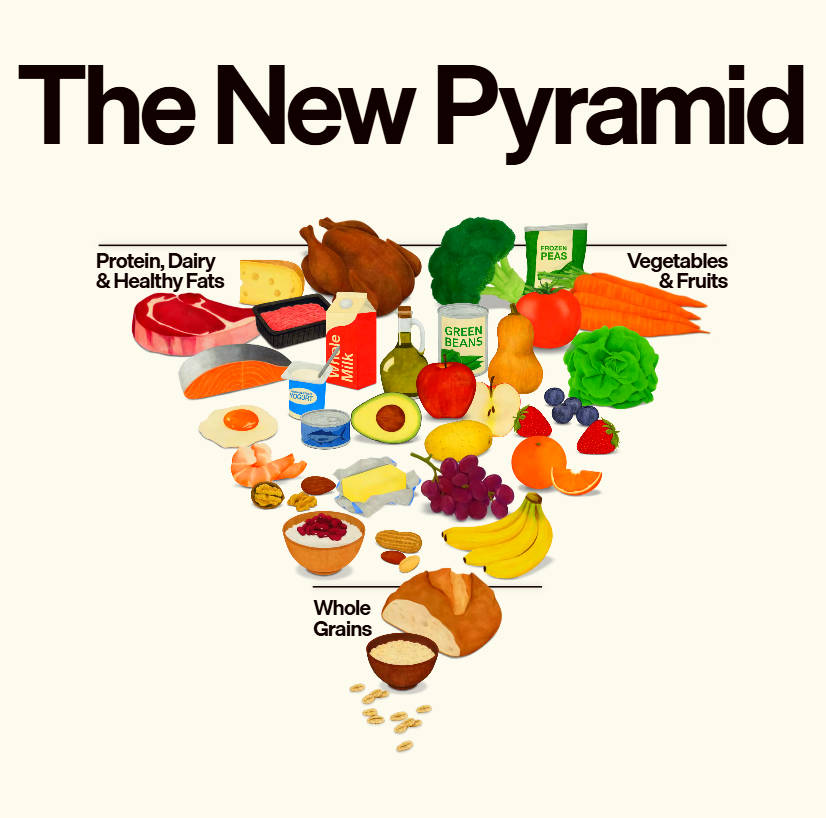 The New Pyramid
Protein, Dairy
& Healthy Fats
Vegetables
& Fruits
FROZEN
PEAS
GREEN
BEANS
Whole
Milk
YOGURT
Whole
Grains